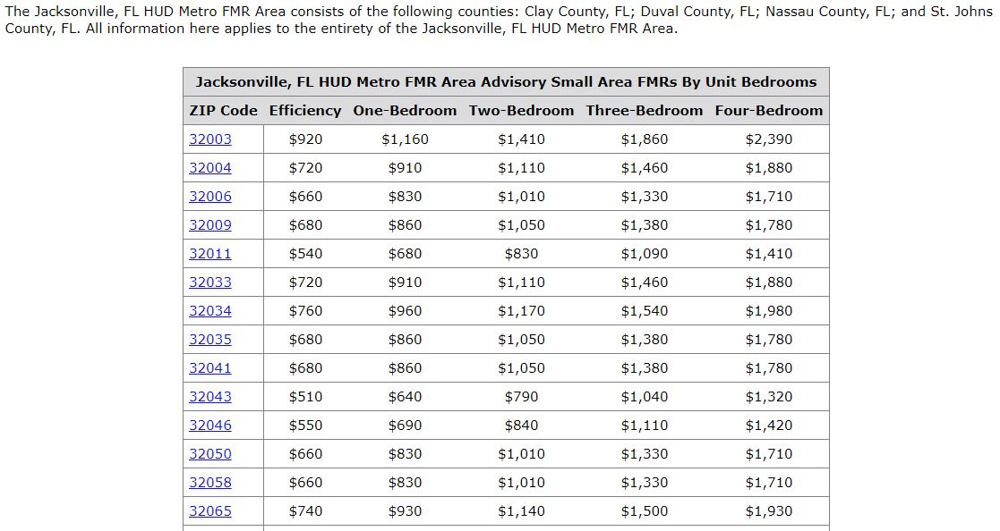 The Jacksonville, FL HUD Metro FMR Area consists of the following counties: Clay County, FL; Duval County, FL; Nassau County, FL; and St. Johns
County, FL. All information here applies to the entirety of the Jacksonville, FL HUD Metro FMR Area.
Jacksonville, FL HUD Metro FMR Area Advisory Small Area FMRs By Unit Bedrooms
ZIP Code Efficiency One-Bedroom Two-Bedroom Three-Bedroom Four-Bedroom
32003 $920 $1,160 $1,410 $1,860 $2,390
32004 $720 $910 $1,110 $1,460 $1,880
32006 $660 $830 $1,010 $1,330 $1,710
32009 $680 $860 $1,050 $1,380 $1,780
32011 $540 $680 $830 $1,090 $1,410
32033 $720 $910 $1,110 $1,460 $1,880
32034 $760 $960 $1,170 $1,540 $1,980
32035 $680 $860 $1,050 $1,380 $1,780
32041 $680 $860 $1,050 $1,380 $1,780
32043 $510 $640 $790 $1,040 $1,320
32046 $550 $690 $840 $1,110 $1,420
32050 $660 $830 $1,010 $1,330 $1,710
32058 $660 $830 $1,010 $1,330 $1,710
32065 $740 $930 $1,140 $1,500 $1,930